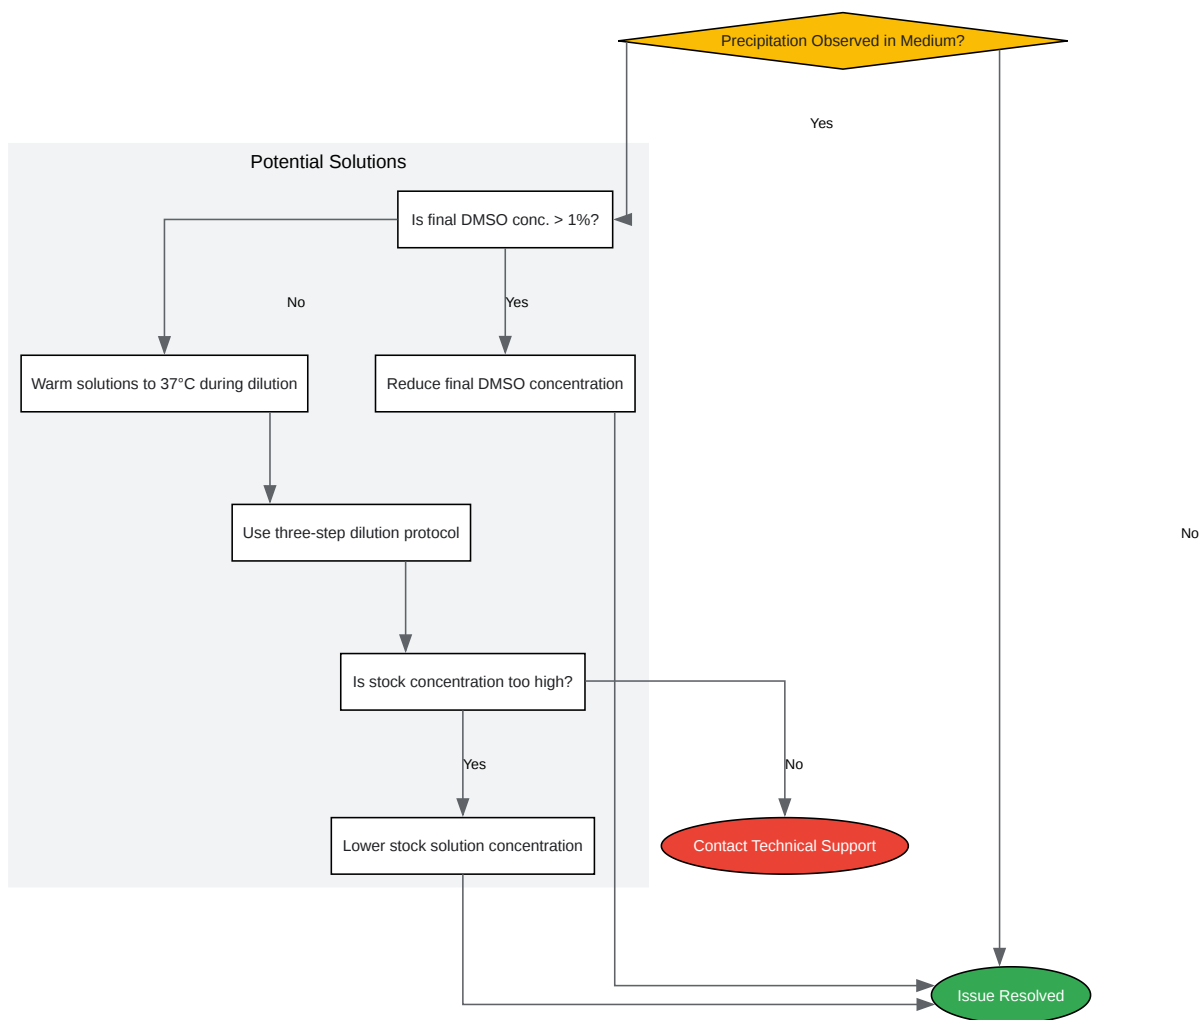 Precipitation Observed in Medium?
Yes
Potential Solutions
Is final DMSO conc. > 1%?
No
Yes
Warm solutions to 37°C during dilution
Reduce final DMSO concentration
Use three-step dilution protocol
No
Is stock concentration too high?
Yes
No
Lower stock solution concentration
Contact Technical Support
Issue Resolved